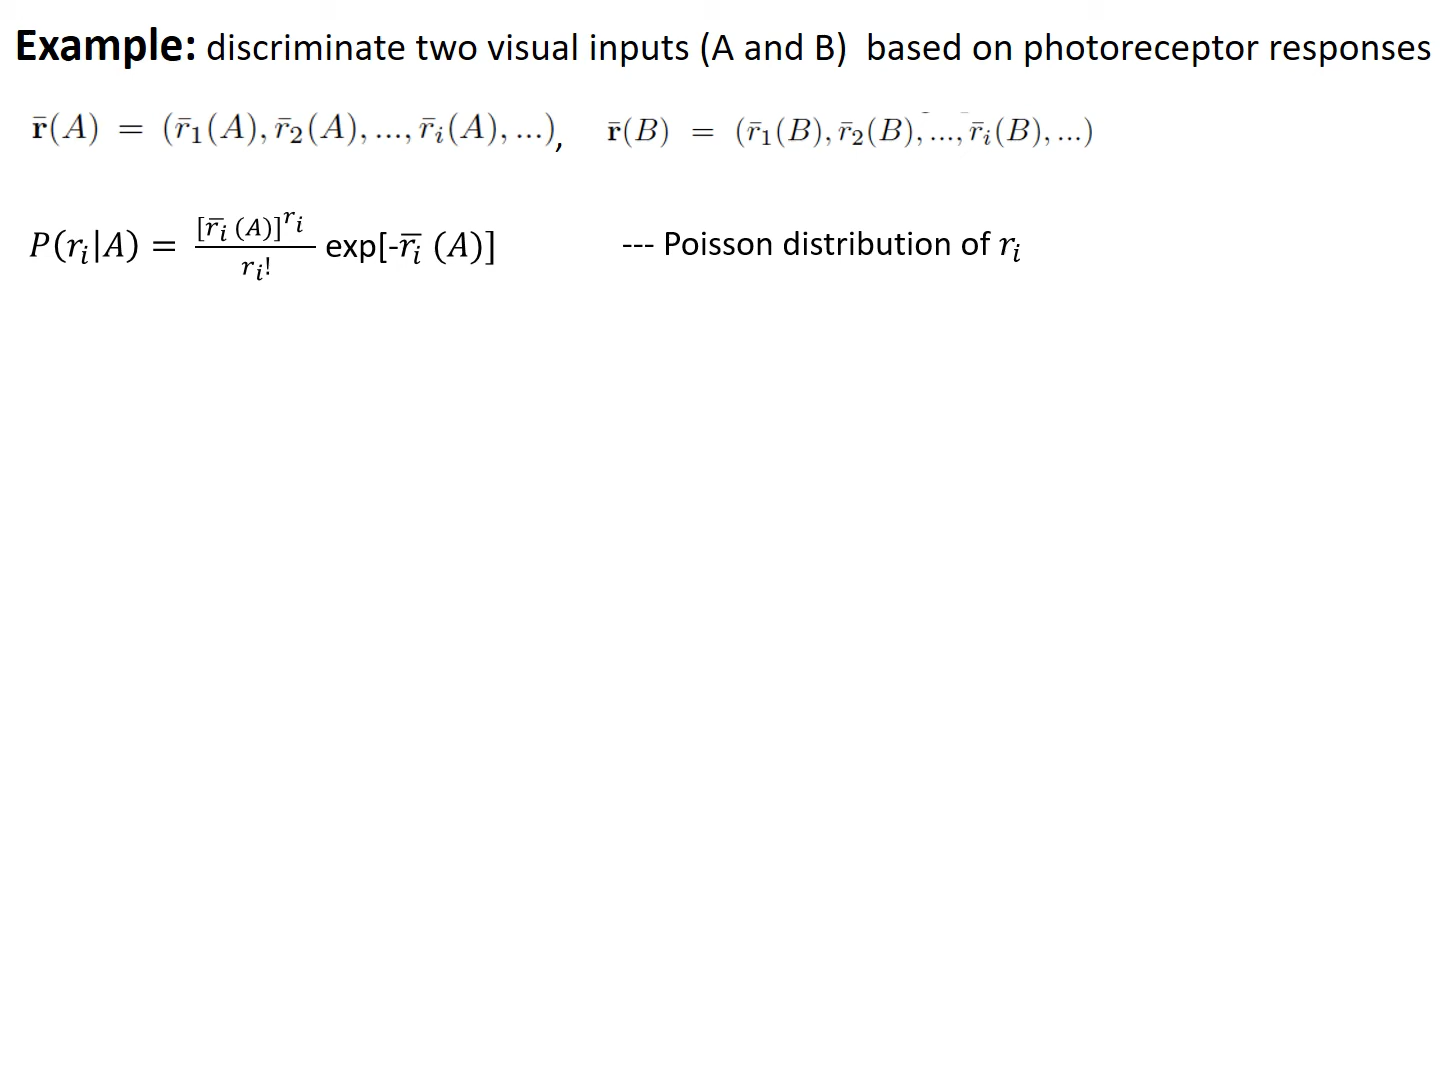 Example: discriminate two visual inputs (A and B) based on photoreceptor responses
r̄(A) = (r̄₁(A), r̄₂(A), ..., r̄ᵢ(A), ...), r̄(B) = (r̄₁(B), r̄₂(B), ..., r̄ᵢ(B), ...)
P(rᵢ|A) = [r̄ᵢ (A)]^rᵢ / rᵢ! exp[-r̄ᵢ (A)] --- Poisson distribution of rᵢ